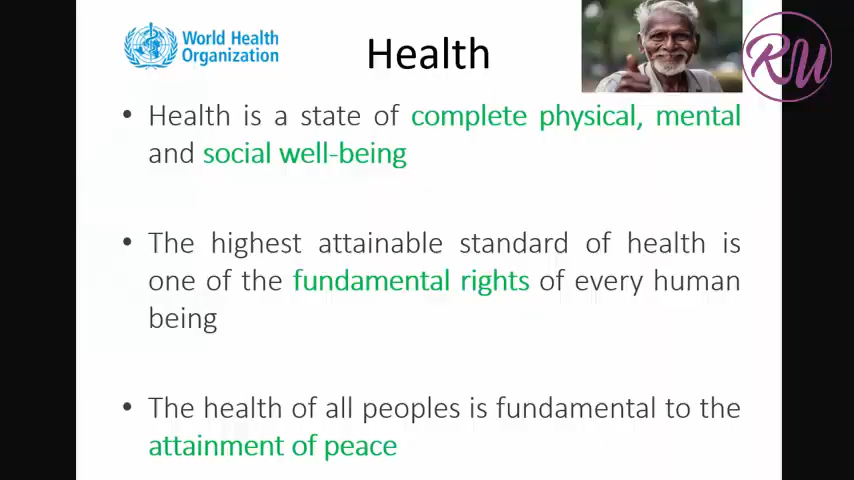 World Health
Organization
Health
RU
• Health is a state of complete physical, mental
and social well-being
• The highest attainable standard of health is
one of the fundamental rights of every human
being
• The health of all peoples is fundamental to the
attainment of peace